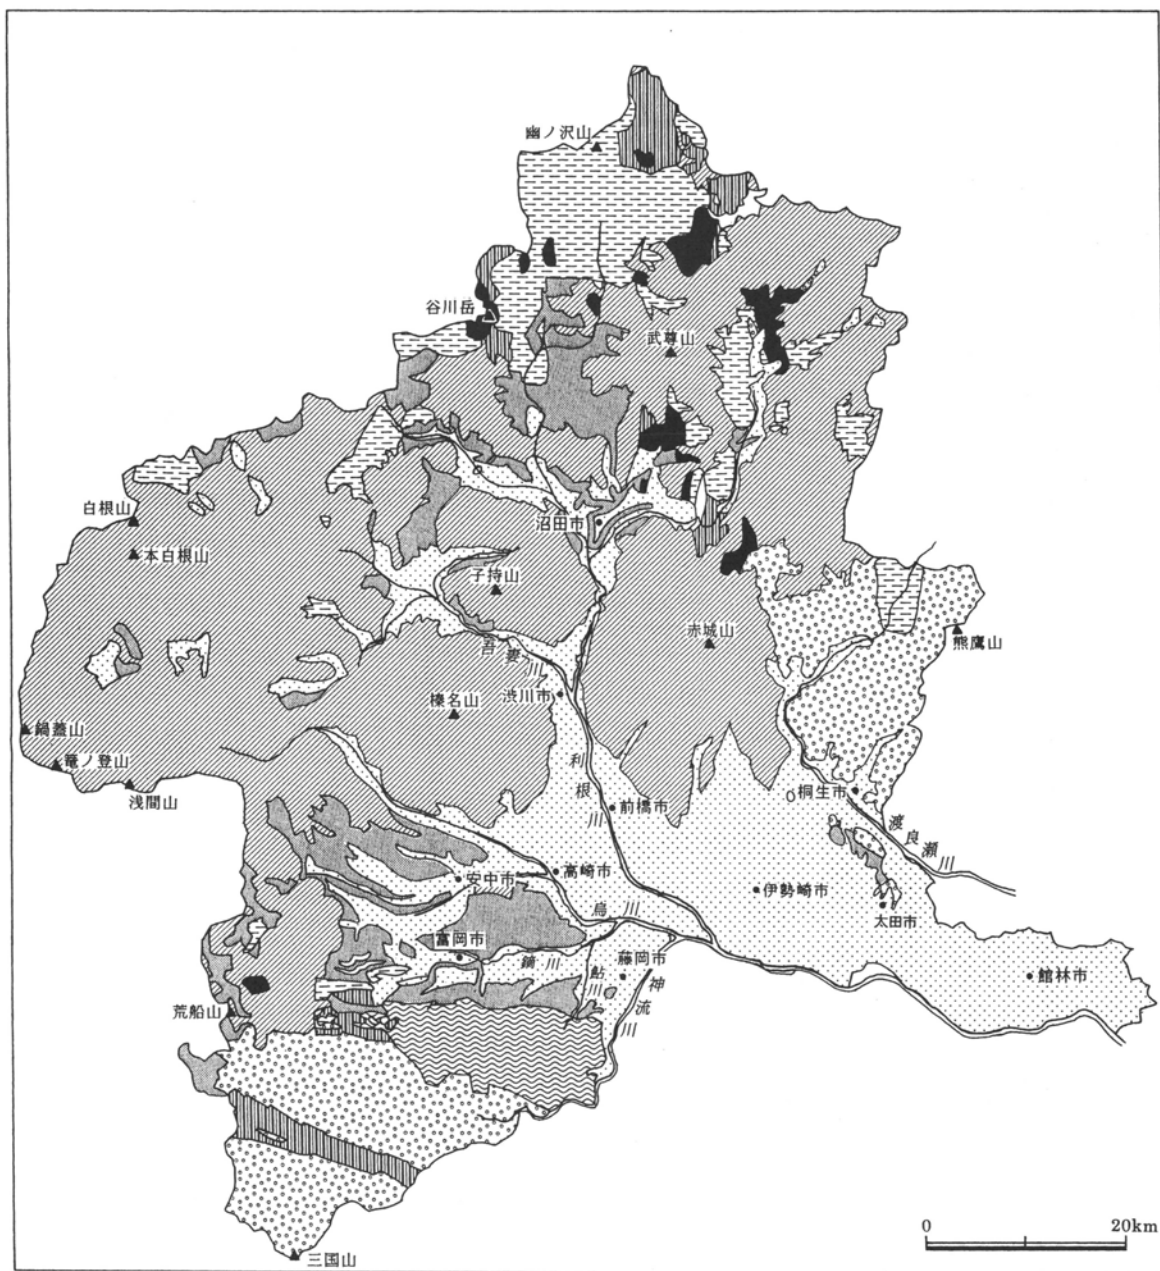 幽ノ沢山
谷川岳
武尊山
白根山
本白根山
沼田市
子持山
赤城山
熊鷹山
吾妻川
渋川市
榛名山
鍋蓋山
篭ノ登山
浅間山
利根川
前橋市
桐生市
渡良瀬川
高崎市
安中市
伊勢崎市
太田市
烏川
富岡市
鏑川
藤岡市
鮎川
神流川
館林市
荒船山
三国山
0
20km